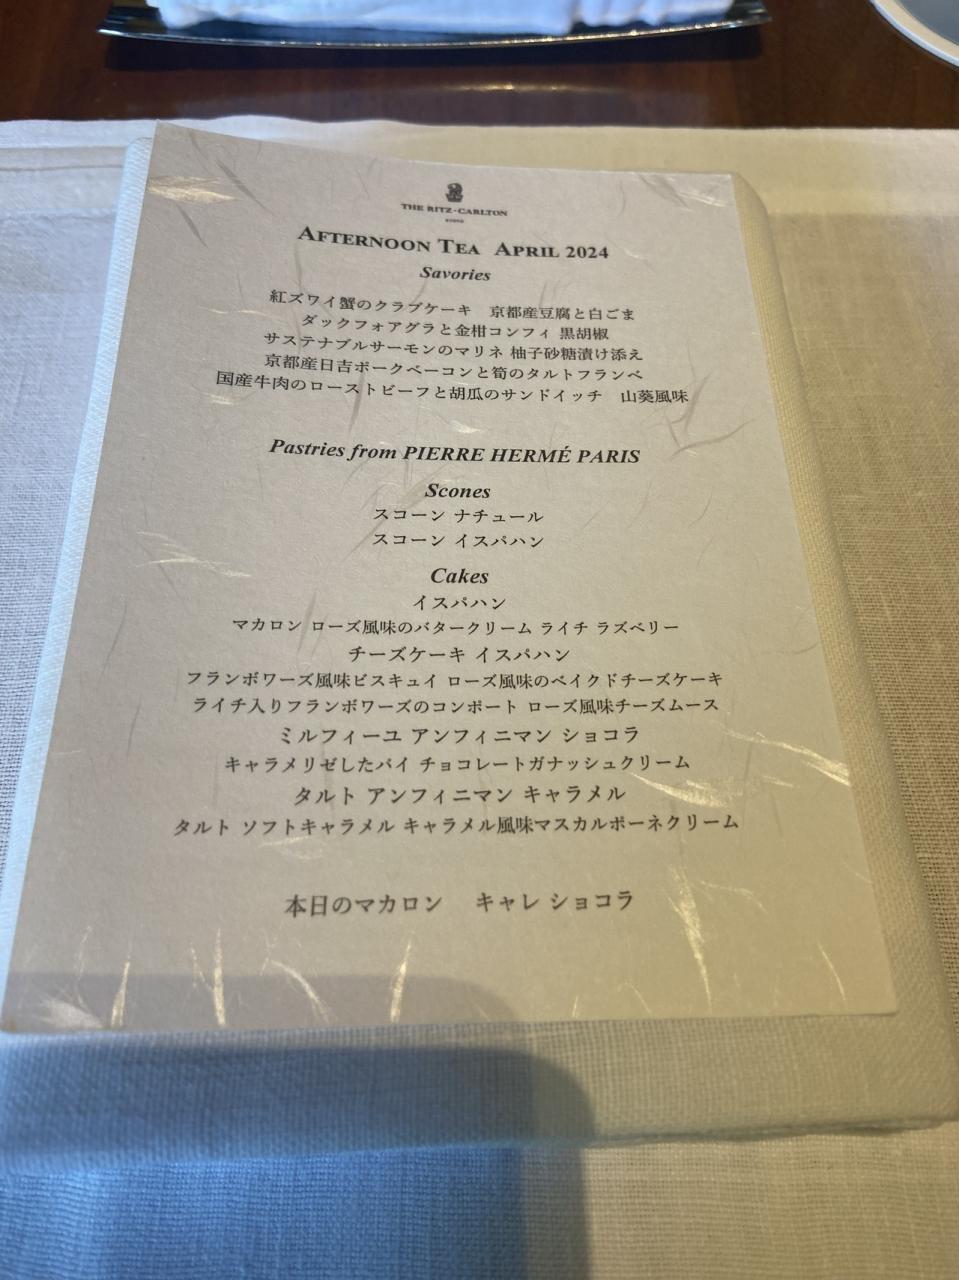 THE RITZ-CARLTON
KYOTO
AFTERNOON TEA APRIL 2024
Savories
紅ズワイ蟹のクラブケーキ 京都産豆腐と白ごま
ダックフォアグラと金柑コンフィ 黒胡椒
サステナブルサーモンのマリネ 柚子砂糖漬け添え
京都産日吉ポークベーコンと筍のタルトフランベ
国産牛肉のローストビーフと胡瓜のサンドイッチ 山葵風味
Pastries from PIERRE HERMÉ PARIS
Scones
スコーン ナチュール
スコーン イスパハン
Cakes
イスパハン
マカロン ローズ風味のバタークリーム ライチ ラズベリー
チーズケーキ イスパハン
フランボワーズ風味ビスキュイ ローズ風味のベイクドチーズケーキ
ライチ入りフランボワーズのコンポート ローズ風味チーズムース
ミルフィーユ アンフィニマン ショコラ
キャラメリゼしたパイ チョコレートガナッシュクリーム
タルト アンフィニマン キャラメル
タルト ソフトキャラメル キャラメル風味マスカルポーネクリーム
本日のマカロン キャレ ショコラ